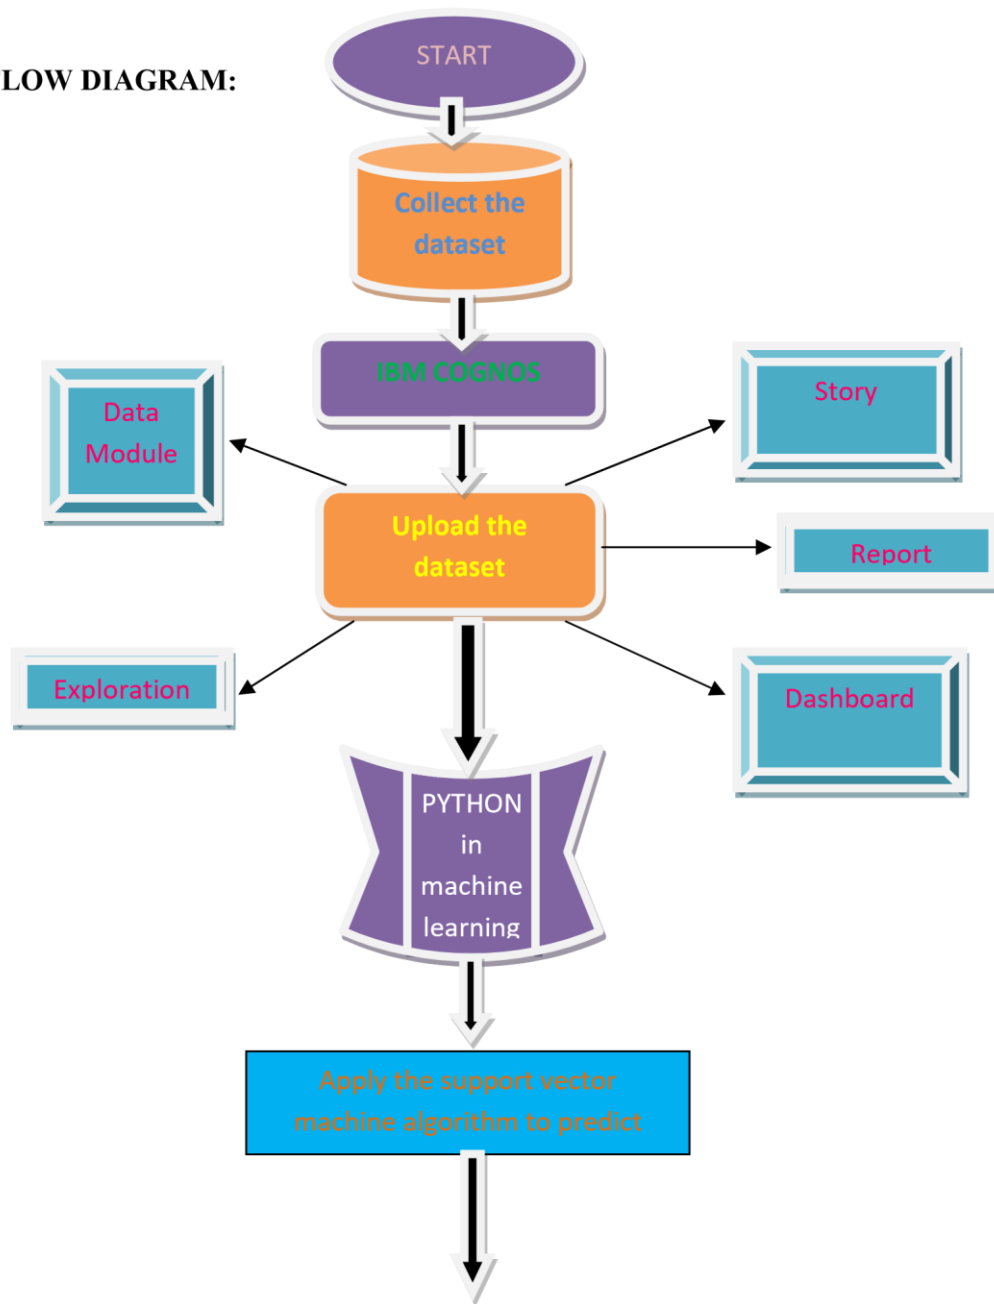 START
LOW DIAGRAM:
Collect the
dataset
IBM COGNOS
Data
Module
Story
Upload the
dataset
Report
Exploration
Dashboard
PYTHON
in
machine
learning
Apply the support vector
machine algorithm to predict